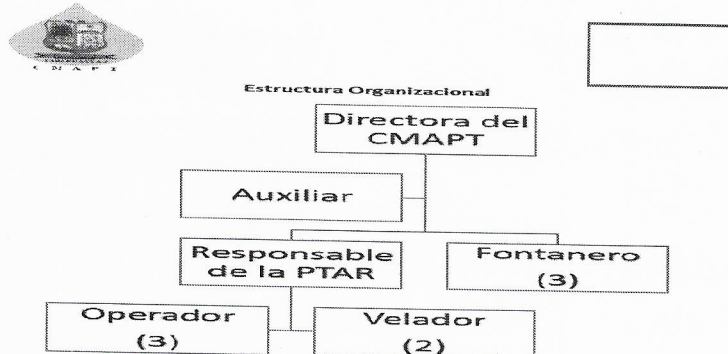 C M A P T
Estructura Organizacional
Directora del
CMAPT
Auxiliar
Responsable
de la PTAR
Fontanero
(3)
Operador
(3)
Velador
(2)